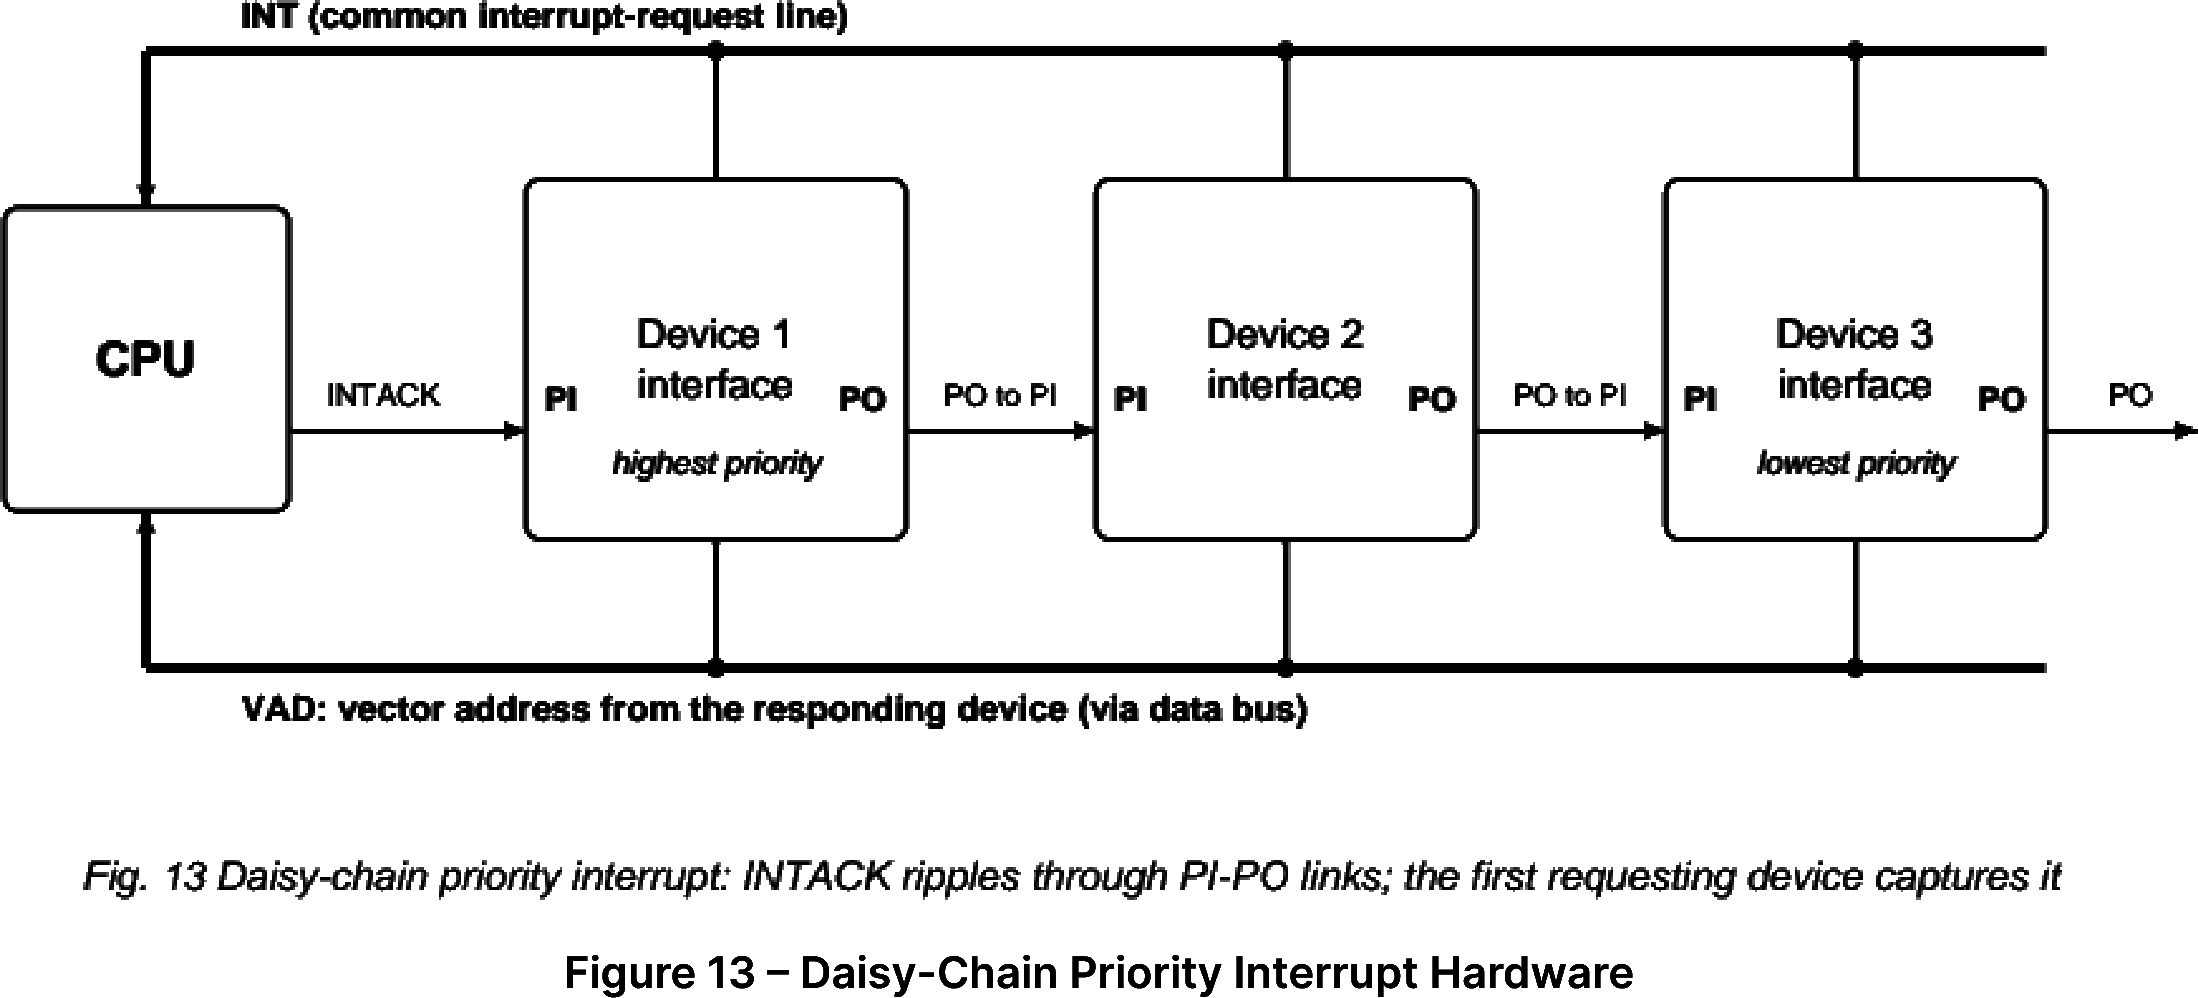 INT (common interrupt-request line)
CPU
INTACK
PI
Device 1
interface
PO
highest priority
PO to PI
PI
Device 2
interface
PO
PO to PI
PI
Device 3
interface
PO
lowest priority
PO
VAD: vector address from the responding device (via data bus)
Fig. 13 Daisy-chain priority interrupt: INTACK ripples through PI-PO links; the first requesting device captures it
Figure 13 – Daisy-Chain Priority Interrupt Hardware